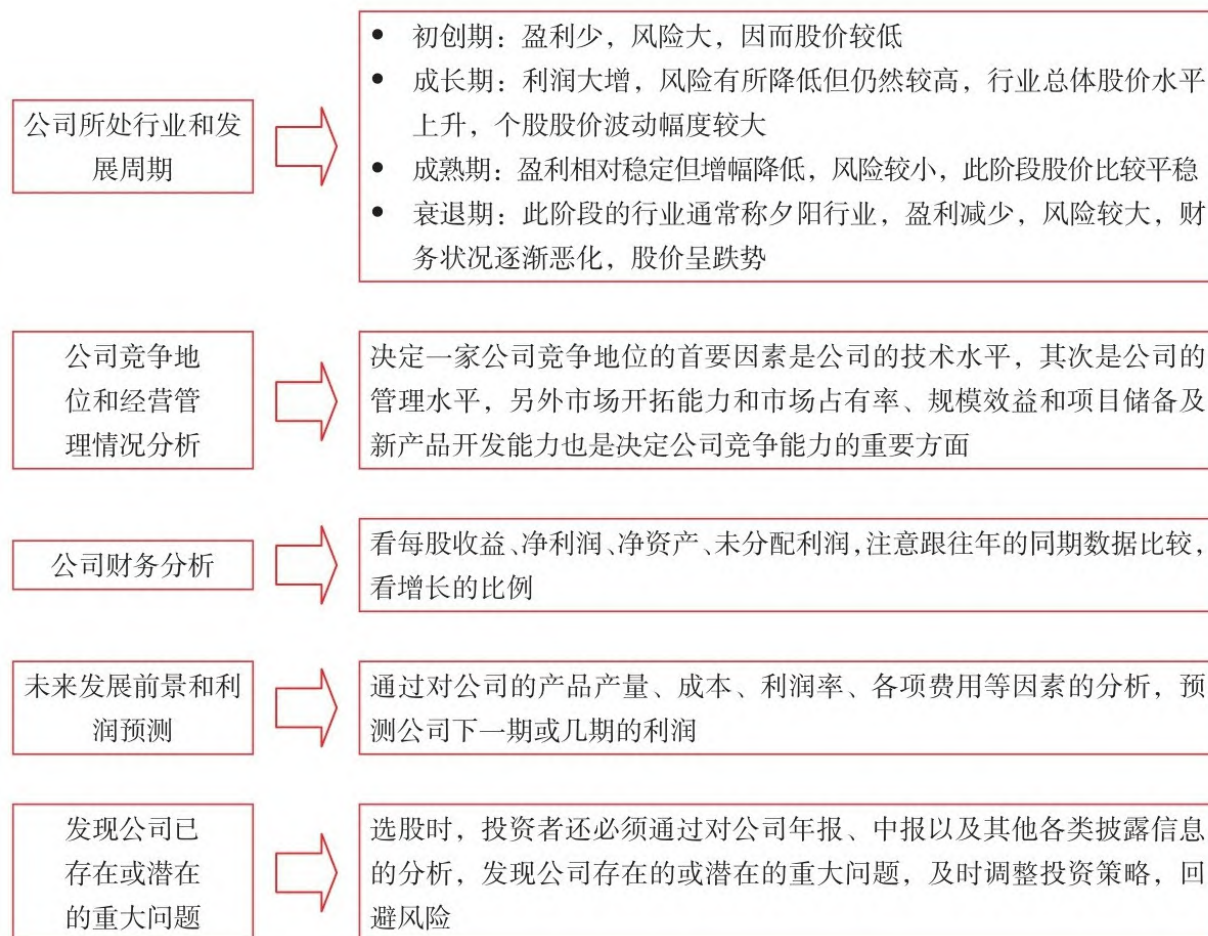 公司所处行业和发
展周期
● 初创期：盈利少，风险大，因而股价较低
● 成长期：利润大增，风险有所降低但仍然较高，行业总体股价水平
上升，个股股价波动幅度较大
● 成熟期：盈利相对稳定但增幅降低，风险较小，此阶段股价比较平稳
● 衰退期：此阶段的行业通常称夕阳行业，盈利减少，风险较大，财
务状况逐渐恶化，股价呈跌势
公司竞争地
位和经营管
理情况分析
决定一家公司竞争地位的首要因素是公司的技术水平，其次是公司的
管理水平，另外市场开拓能力和市场占有率、规模效益和项目储备及
新产品开发能力也是决定公司竞争能力的重要方面
公司财务分析
看每股收益、净利润、净资产、未分配利润，注意跟往年的同期数据比较，
看增长的比例
未来发展前景和利
润预测
通过对公司的产品产量、成本、利润率、各项费用等因素的分析，预
测公司下一期或几期的利润
发现公司已
存在或潜在
的重大问题
选股时，投资者还必须通过对公司年报、中报以及其他各类披露信息
的分析，发现公司存在的或潜在的重大问题，及时调整投资策略，回
避风险